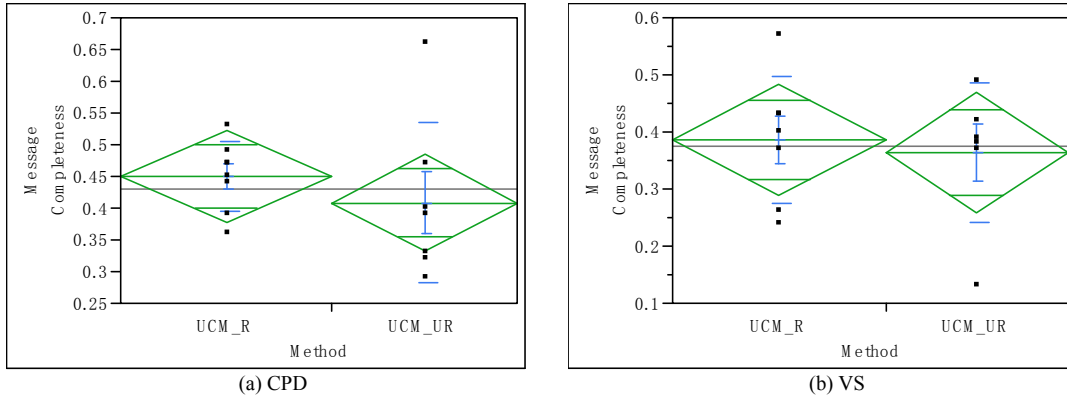 0.7
0.65
0.6
0.55
0.5
0.45
0.4
0.35
0.3
0.25
Message
Completeness
UCM_R
UCM_UR
Method
(a) CPD
0.6
0.5
0.4
0.3
0.2
0.1
Message
Completeness
UCM_R
UCM_UR
Method
(b) VS